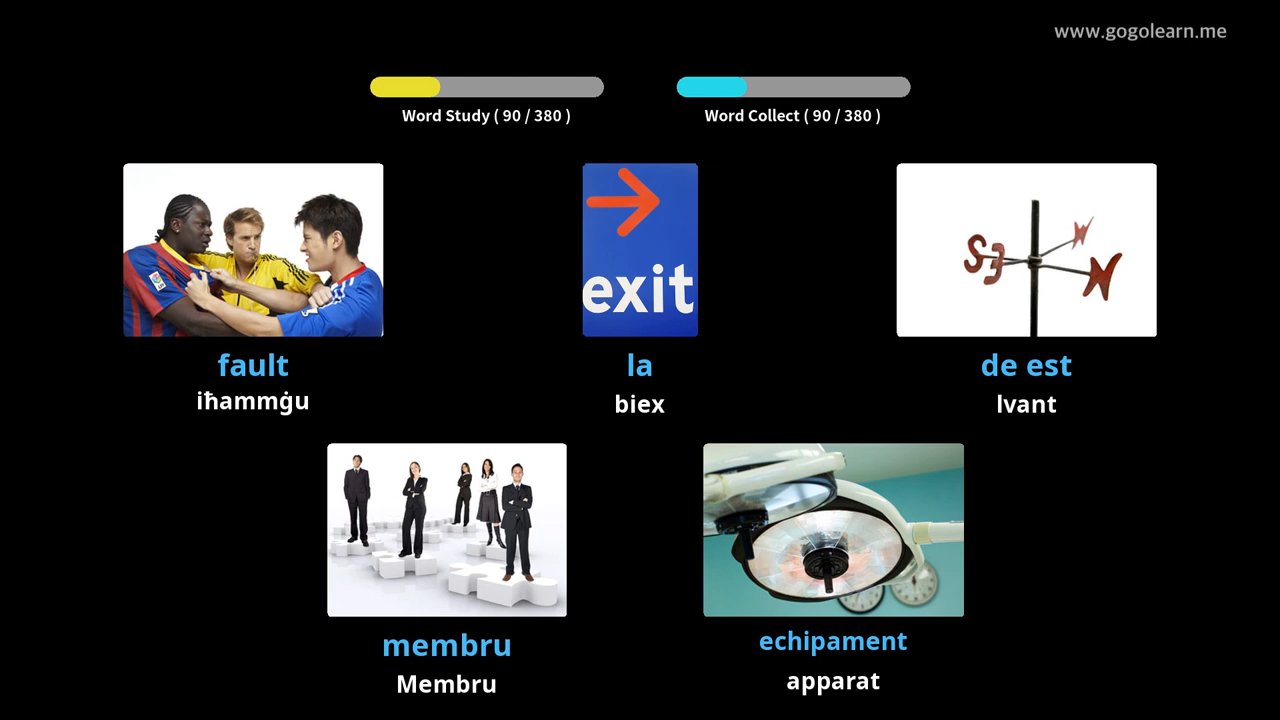 www.gogolearn.me
Word Study ( 90 / 380 )
Word Collect ( 90 / 380 )
exit
S
E
N
W
fault
iħammġu
la
biex
de est
lvant
membru
Membru
echipament
apparat